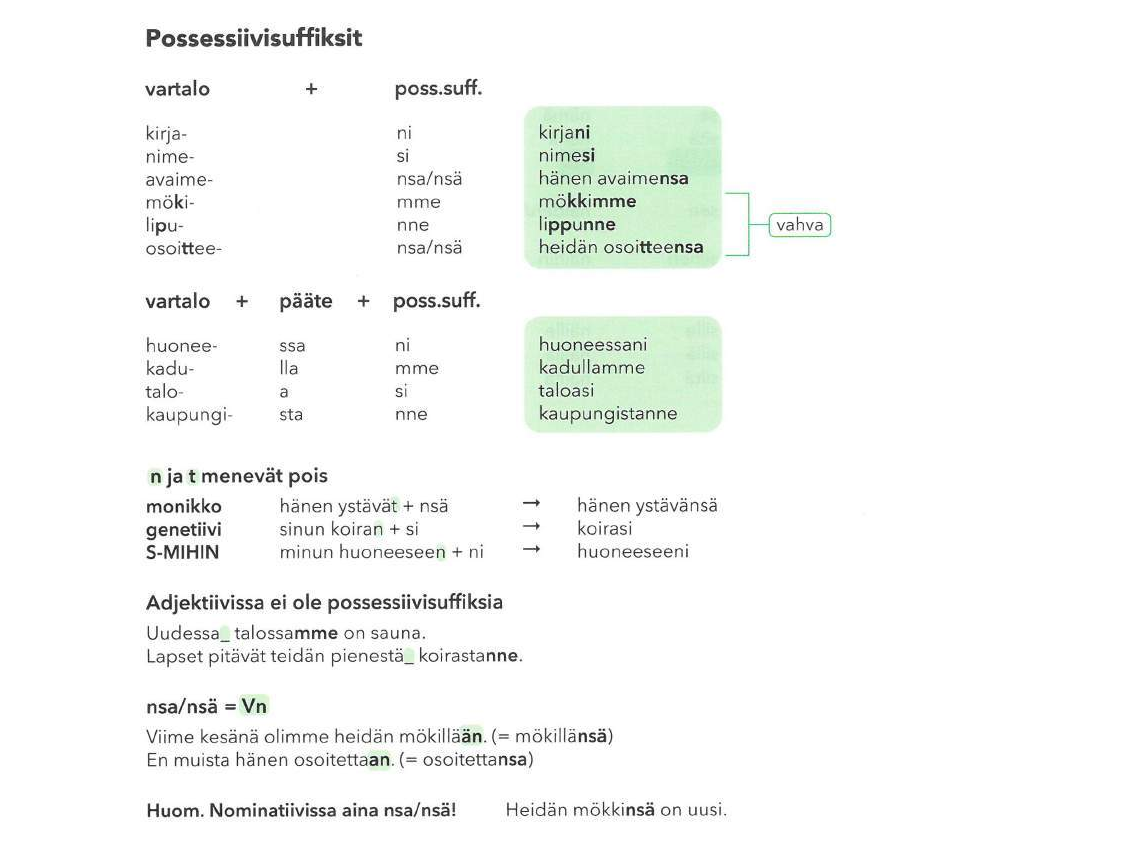 Possessiivisuffiksit
vartalo + poss.suff.
kirja- ni kirjani
nime- si nimesi
avaime- nsa/nsä hänen avaimensa
möki- mme mökkimme
lipu- nne lippunne
vahva
osoittee- nsa/nsä heidän osoitteensa
vartalo + pääte + poss.suff.
huonee- ssa ni huoneessani
kadu- lla mme kadullamme
talo- a si taloasi
kaupungi- sta nne kaupungistanne
n ja t menevät pois
monikko hänen ystävät + nsä → hänen ystävänsä
genetiivi sinun koiran + si → koirasi
S-MIHIN minun huoneeseen + ni → huoneeseeni
Adjektiivissa ei ole possessiivisuffiksia
Uudessa_ talossamme on sauna.
Lapset pitävät teidän pienestä_ koirastanne.
nsa/nsä = Vn
Viime kesänä olimme heidän mökillään. (= mökillänsä)
En muista hänen osoitettaan. (= osoitettansa)
Huom. Nominatiivissa aina nsa/nsä! Heidän mökkinsä on uusi.